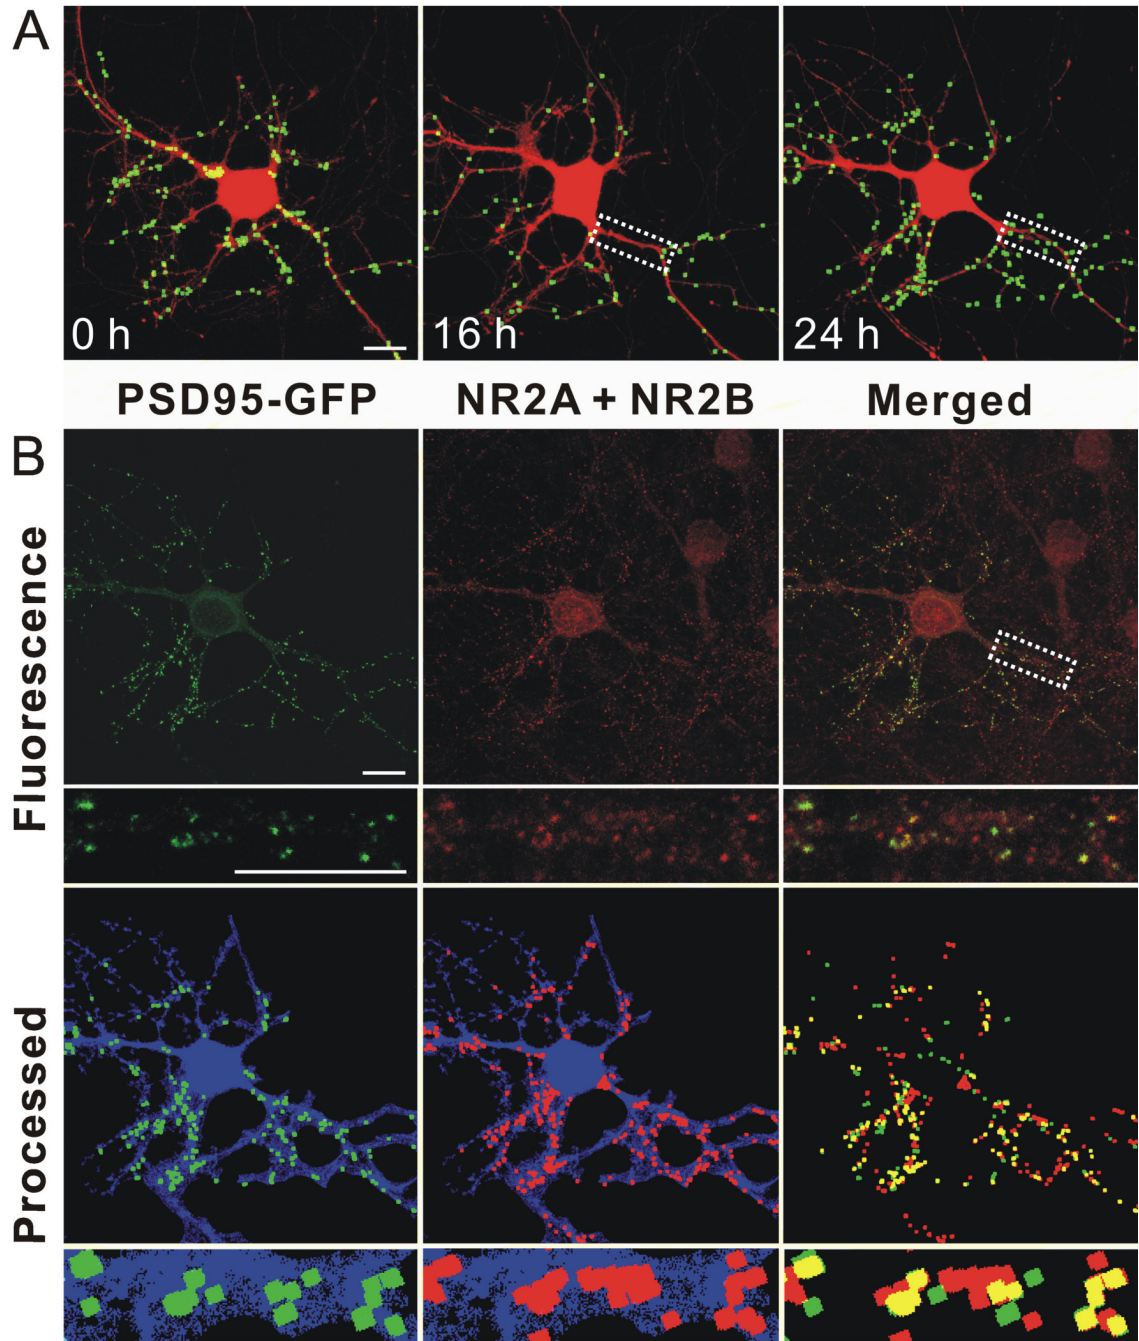 A
0 h
16 h
24 h
PSD95-GFP
NR2A + NR2B
Merged
B
Fluorescence
Processed